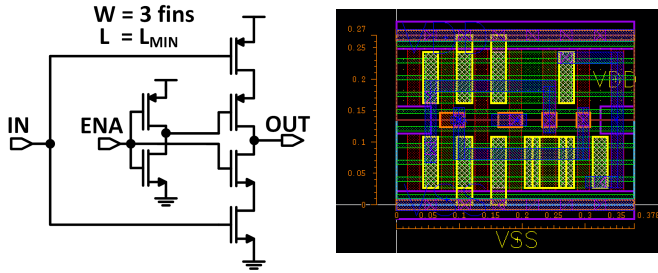 W = 3 fins
L = LMIN
IN
ENA
OUT
0.27
0.25
0.2
0.15
0.1
0.05
0
VDD
0 0.05 0.1 0.15 0.2 0.25 0.3 0.35 0.378
VSS